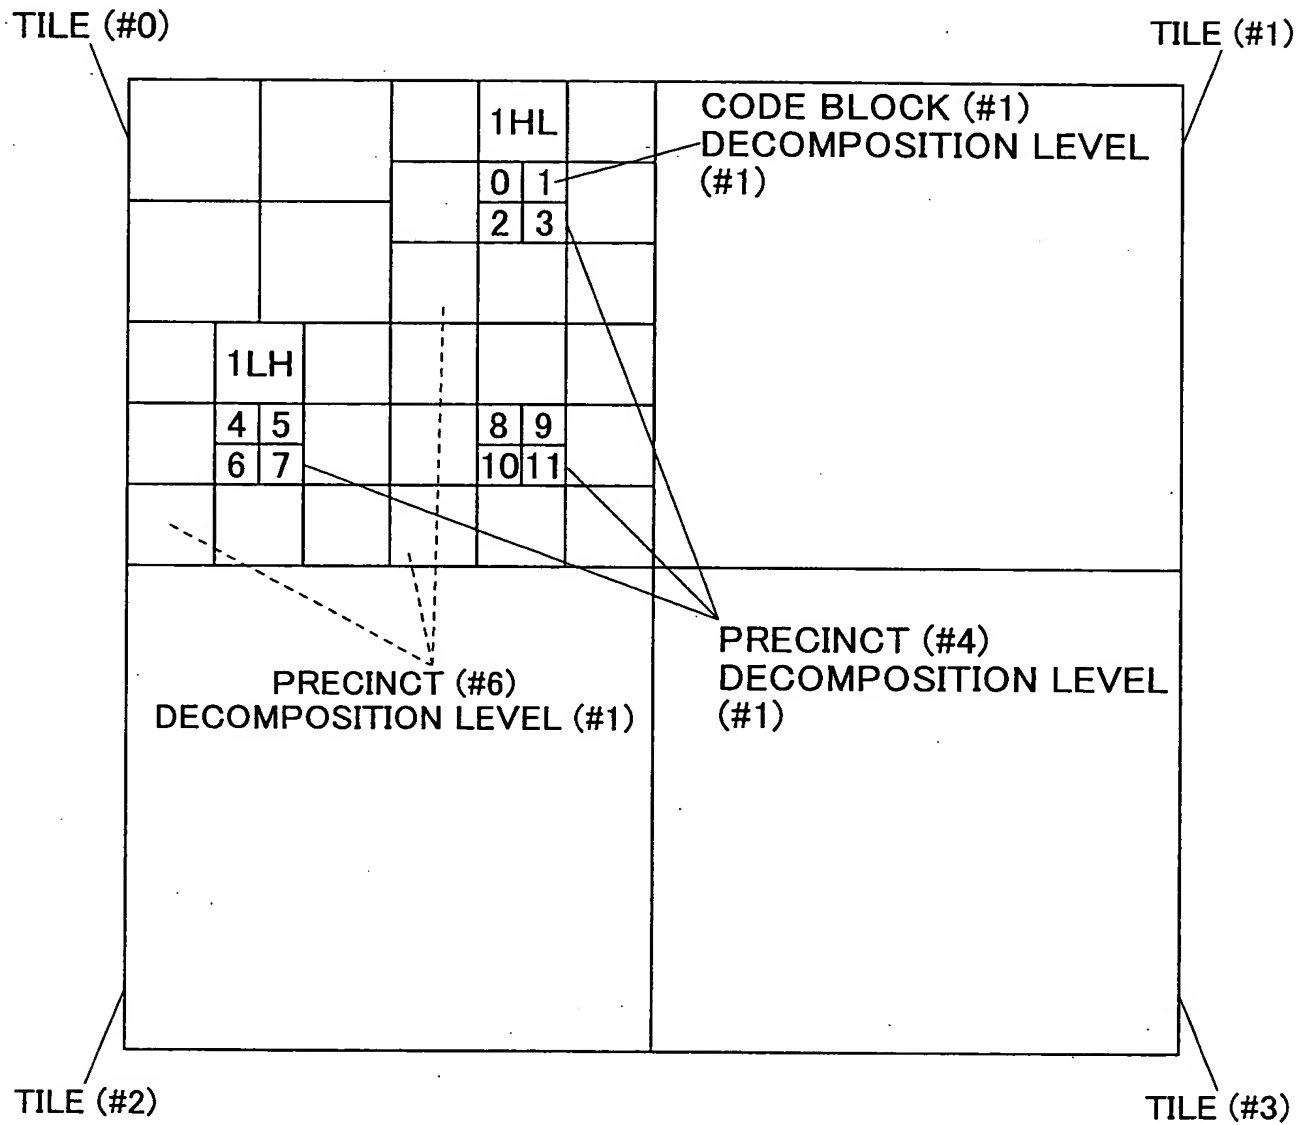 TILE (#0)
TILE (#1)
1HL
CODE BLOCK (#1)
DECOMPOSITION LEVEL
(#1)
0 1
2 3
1LH
4 5
6 7
8 9
10 11
PRECINCT (#4)
DECOMPOSITION LEVEL
(#1)
PRECINCT (#6)
DECOMPOSITION LEVEL (#1)
TILE (#2)
TILE (#3)